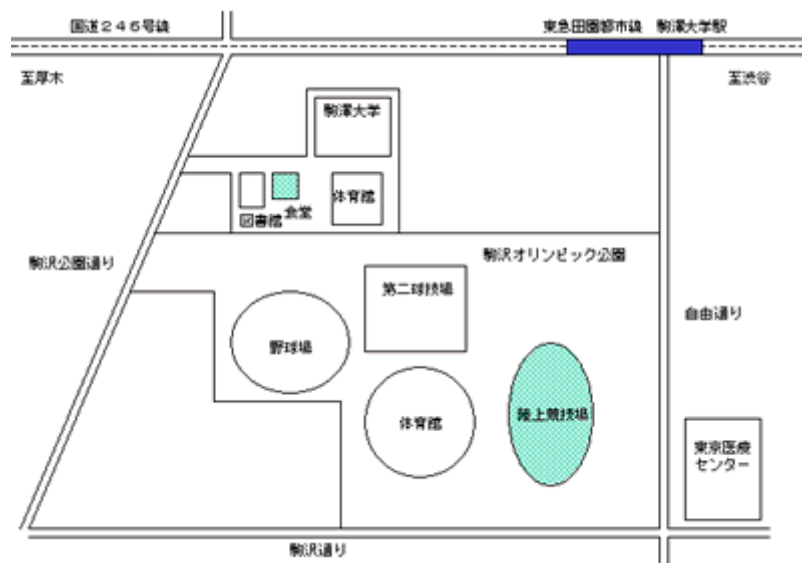 国道246号線
東急田園都市線 駒澤大学駅
至厚木
至渋谷
駒澤大学
体育館
図書館
食堂
駒沢公園通り
駒沢オリンピック公園
第二球技場
自由通り
野球場
陸上競技場
体育館
東京医療
センター
駒沢通り